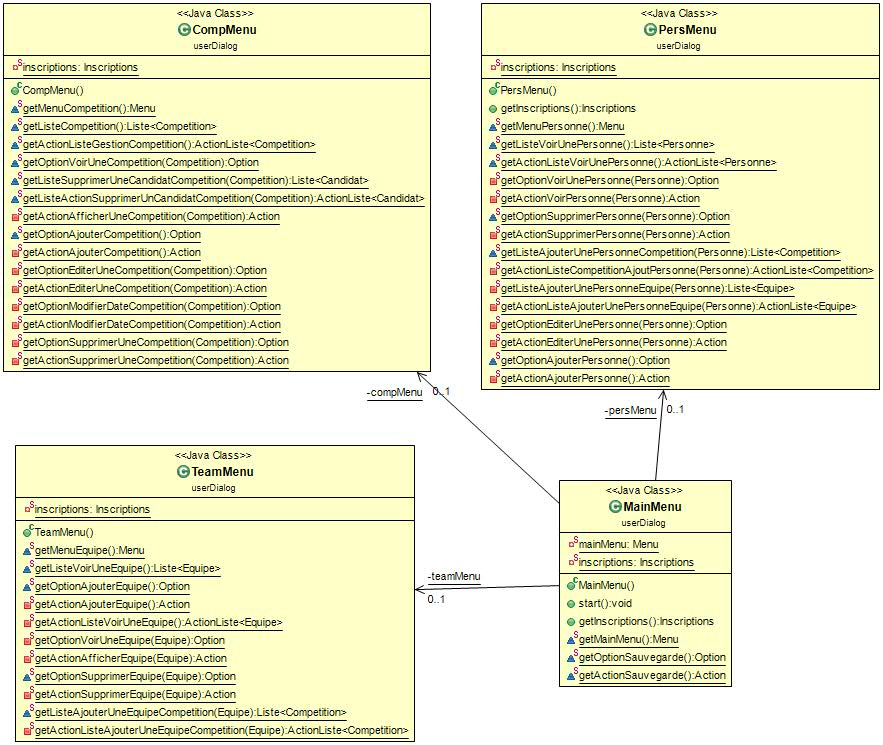 <<Java Class>>
CompMenu
userDialog
inscriptions: Inscriptions
CompMenu()
getMenuCompetition():Menu
getListeCompetition():Liste<Competition>
getActionListeGestionCompetition():ActionListe<Competition>
getOptionVoirUneCompetition(Competition):Option
getListeSupprimerUneCandidatCompetition(Competition):Liste<Candidat>
getListeActionSupprimerUnCandidatCompetition(Competition):ActionListe<Candidat>
getActionAfficherUneCompetition(Competition):Action
getOptionAjouterCompetition():Option
getActionAjouterCompetition():Action
getOptionEditerUneCompetition(Competition):Option
getActionEditerUneCompetition(Competition):Action
getOptionModifierDateCompetition(Competition):Option
getActionModifierDateCompetition(Competition):Action
getOptionSupprimerUneCompetition(Competition):Option
getActionSupprimerUneCompetition(Competition):Action
<<Java Class>>
PersMenu
userDialog
inscriptions: Inscriptions
PersMenu()
getInscriptions():Inscriptions
getMenuPersonne():Menu
getListeVoirUnePersonne():Liste<Personne>
getActionListeVoirUnePersonne():ActionListe<Personne>
getOptionVoirUnePersonne(Personne):Option
getActionVoirPersonne(Personne):Action
getOptionSupprimerPersonne(Personne):Option
getActionSupprimerPersonne(Personne):Action
getListeAjouterUnePersonneCompetition(Personne):Liste<Competition>
getActionListeCompetitionAjoutPersonne(Personne):ActionListe<Competition>
getListeAjouterUnePersonneEquipe(Personne):Liste<Equipe>
getActionListeAjouterUnePersonneEquipe(Personne):ActionListe<Equipe>
getOptionEditerUnePersonne(Personne):Option
getActionEditerUnePersonne(Personne):Action
getOptionAjouterPersonne():Option
getActionAjouterPersonne():Action
-compMenu
0..1
-persMenu
0..1
<<Java Class>>
TeamMenu
userDialog
inscriptions: Inscriptions
TeamMenu()
getMenuEquipe():Menu
getListeVoirUneEquipe():Liste<Equipe>
getOptionAjouterEquipe():Option
getActionAjouterEquipe():Action
getActionListeVoirUneEquipe():ActionListe<Equipe>
getOptionVoirUneEquipe(Equipe):Option
getActionAfficherEquipe(Equipe):Action
getOptionSupprimerEquipe(Equipe):Option
getActionSupprimerEquipe(Equipe):Action
getListeAjouterUneEquipeCompetition(Equipe):Liste<Competition>
getActionListeAjouterUneEquipeCompetition(Equipe):ActionListe<Competition>
-teamMenu
0..1
<<Java Class>>
MainMenu
userDialog
mainMenu: Menu
inscriptions: Inscriptions
MainMenu()
start():void
getInscriptions():Inscriptions
getMainMenu():Menu
getOptionSauvegarde():Option
getActionSauvegarde():Action